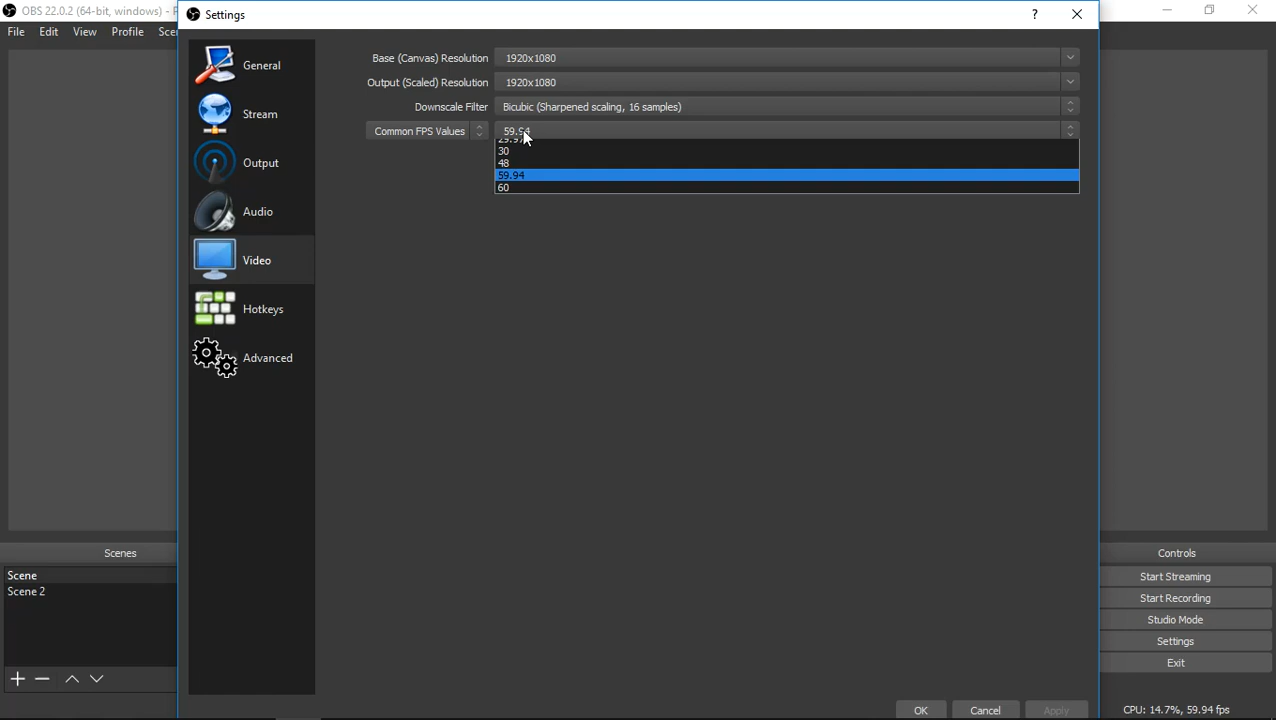 OBS 22.0.2 (64-bit, windows) - P
Settings
?
File Edit View Profile Sce
General
Stream
Output
Audio
Video
Hotkeys
Advanced
Base (Canvas) Resolution 1920x1080
Output (Scaled) Resolution 1920x1080
Downscale Filter Bicubic (Sharpened scaling, 16 samples)
Common FPS Values 59.94
29.97
30
48
59.94
60
Scenes
Scene
Scene 2
Controls
Start Streaming
Start Recording
Studio Mode
Settings
Exit
OK Cancel Apply
CPU: 14.7%, 59.94 fps